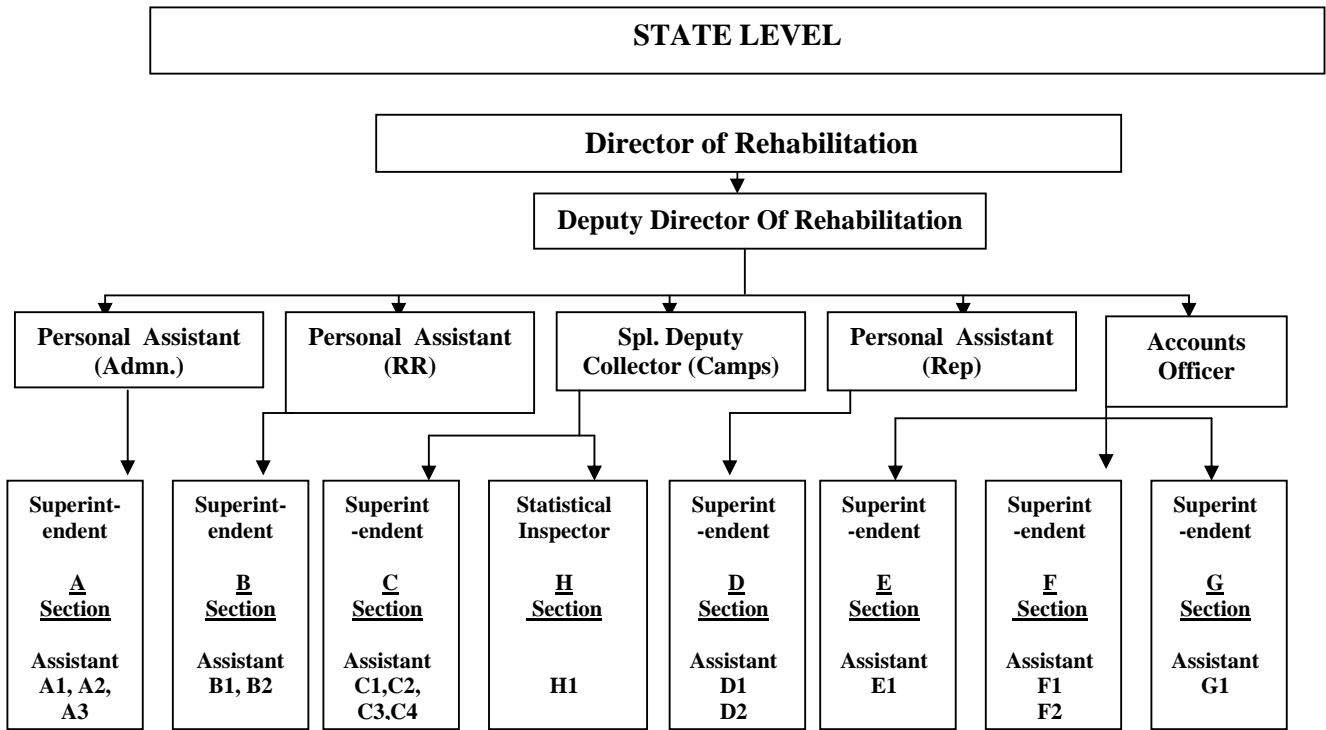 STATE LEVEL
Director of Rehabilitation
Deputy Director Of Rehabilitation
Personal Assistant
(Admn.)
Personal Assistant
(RR)
Spl. Deputy
Collector (Camps)
Personal Assistant
(Rep)
Accounts
Officer
Superint-
endent
A
Section
Assistant
A1, A2,
A3
Superint-
endent
B
Section
Assistant
B1, B2
Superint
-endent
C
Section
Assistant
C1,C2,
C3,C4
Statistical
Inspector
H
Section
H1
Superint
-endent
D
Section
Assistant
D1
D2
Superint
-endent
E
Section
Assistant
E1
Superint
-endent
F
Section
Assistant
F1
F2
Superint
-endent
G
Section
Assistant
G1